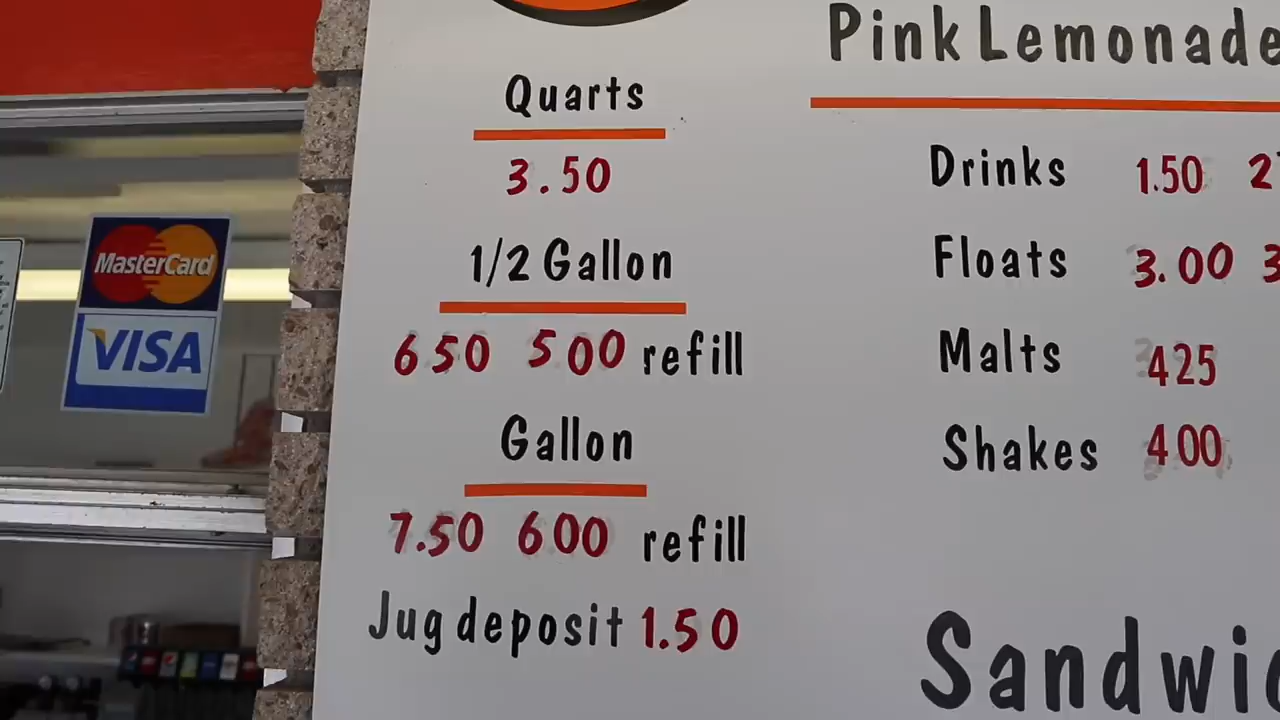 MasterCard
VISA
Quarts
3.50
1/2 Gallon
650 500 refill
Gallon
7.50 600 refill
Jug deposit 1.50
Pink Lemonade
Drinks 1.50
Floats 3.00
Malts 425
Shakes 400